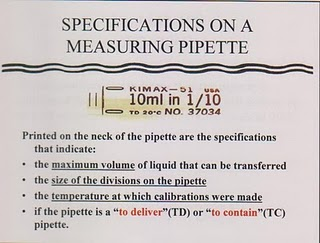 SPECIFICATIONS ON A
MEASURING PIPETTE
KIMAX-51 USA
10ml in 1/10
TD 20°C NO. 37034
Printed on the neck of the pipette are the specifications
that indicate:
• the maximum volume of liquid that can be transferred
• the size of the divisions on the pipette
• the temperature at which calibrations were made
• if the pipette is a “to deliver”(TD) or “to contain”(TC)
pipette.